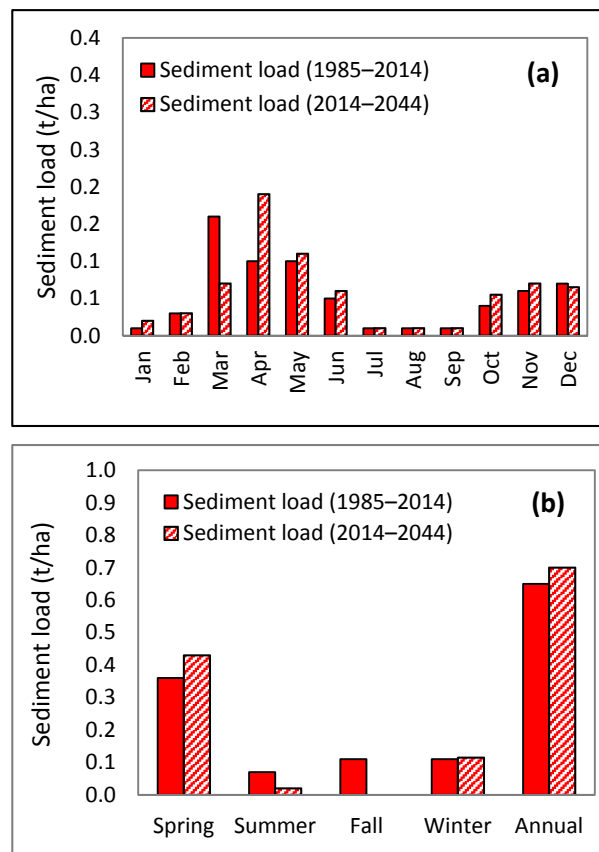 0.4
0.4
0.3
0.3
0.2
0.2
0.1
0.1
0.0
Sediment load (t/ha)
Sediment load (1985–2014)
Sediment load (2014–2044)
(a)
Jan Feb Mar Apr May Jun Jul Aug Sep Oct Nov Dec
1.0
0.9
0.8
0.7
0.6
0.5
0.4
0.3
0.2
0.1
0.0
Sediment load (t/ha)
Sediment load (1985–2014)
Sediment load (2014–2044)
(b)
Spring Summer Fall Winter Annual